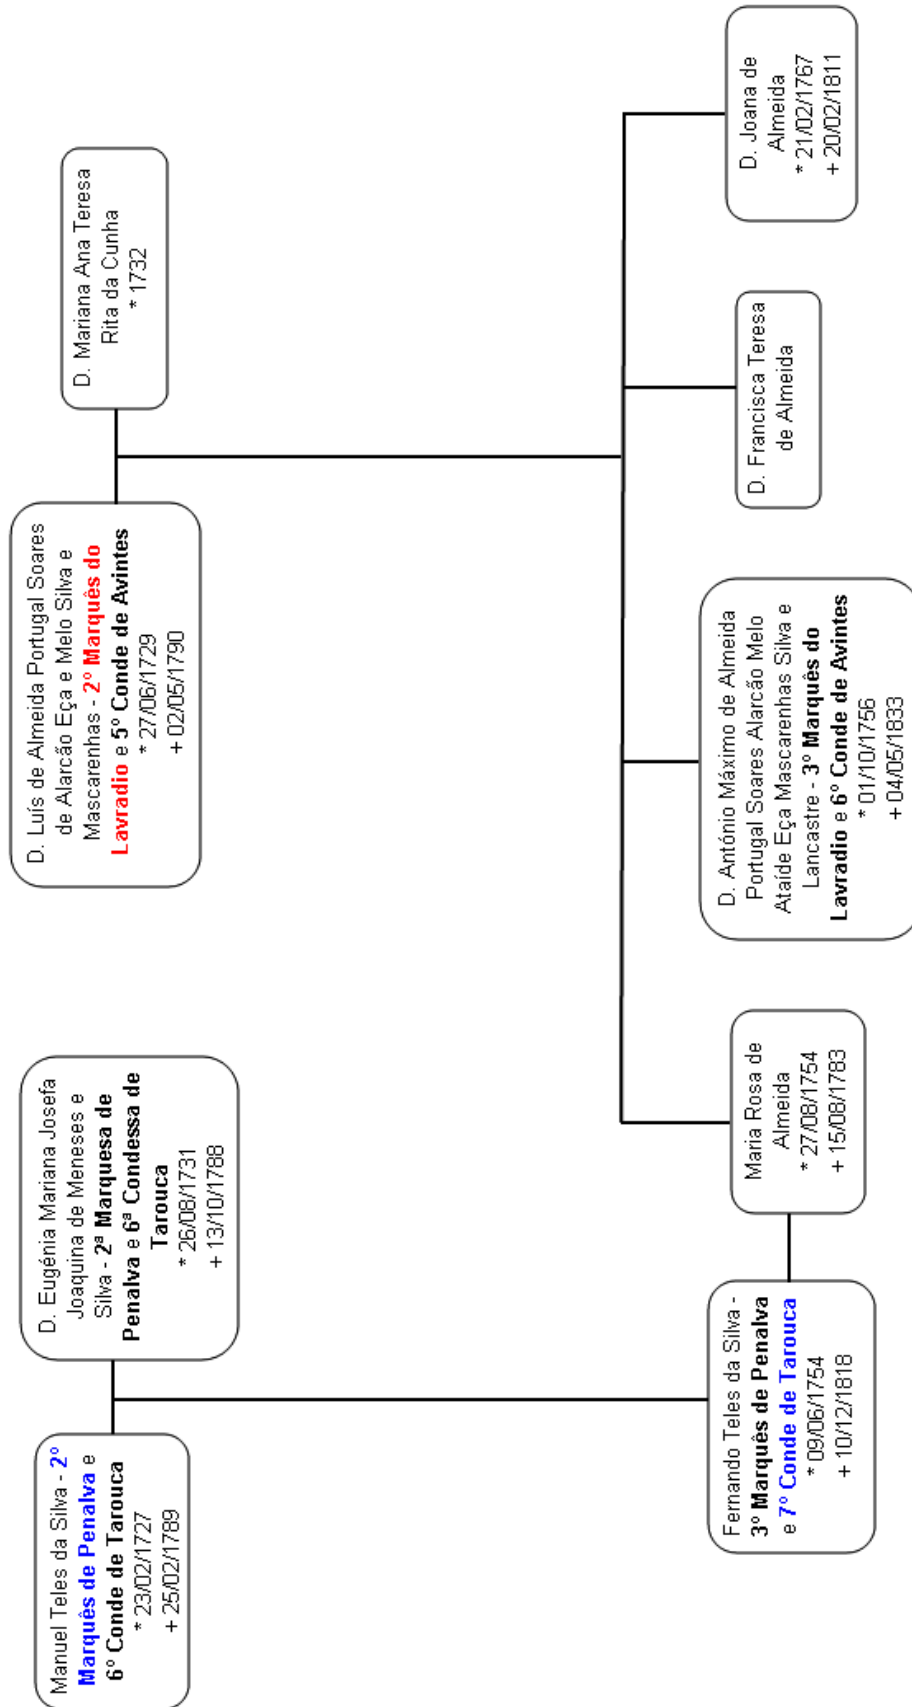 Manuel Teles da Silva - 2º
Marquês de Penalva e
6º Conde de Tarouca
* 23/02/1727
+ 25/02/1789
D. Eugénia Mariana Josefa
Joaquina de Meneses e
Silva - 2ª Marquesa de
Penalva e 6ª Condessa de
Tarouca
* 26/08/1731
+ 13/10/1788
D. Luís de Almeida Portugal Soares
de Alarcão Eça e Melo Silva e
Mascarenhas - 2º Marquês do
Lavradio e 5º Conde de Avintes
* 27/06/1729
+ 02/05/1790
D. Mariana Ana Teresa
Rita da Cunha
* 1732
Fernando Teles da Silva -
3º Marquês de Penalva
e 7º Conde de Tarouca
* 09/06/1754
+ 10/12/1818
Maria Rosa de
Almeida
* 27/08/1754
+ 15/08/1783
D. António Máximo de Almeida
Portugal Soares Alarcão Melo
Ataíde Eça Mascarenhas Silva e
Lancastre - 3º Marquês do
Lavradio e 6º Conde de Avintes
* 01/10/1756
+ 04/05/1833
D. Francisca Teresa
de Almeida
D. Joana de
Almeida
* 21/02/1767
+ 20/02/1811